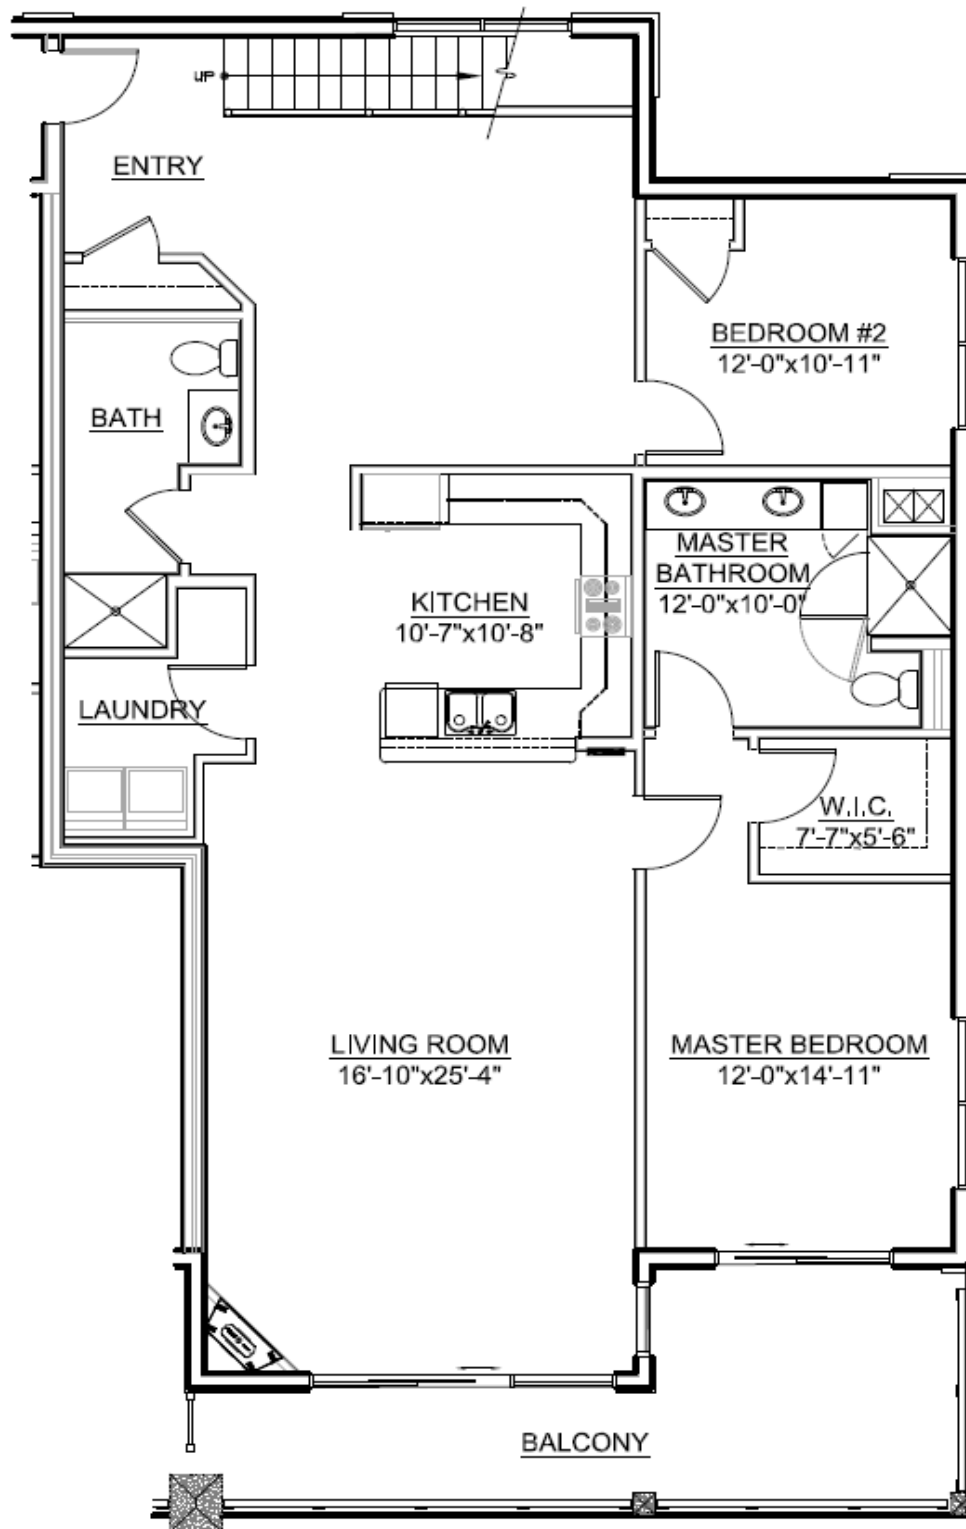 UP
ENTRY
BEDROOM #2
12'-0"x10'-11"
BATH
MASTER
BATHROOM
12'-0"x10'-0"
KITCHEN
10'-7"x10'-8"
LAUNDRY
W.I.C.
7'-7"x5'-6"
LIVING ROOM
16'-10"x25'-4"
MASTER BEDROOM
12'-0"x14'-11"
BALCONY